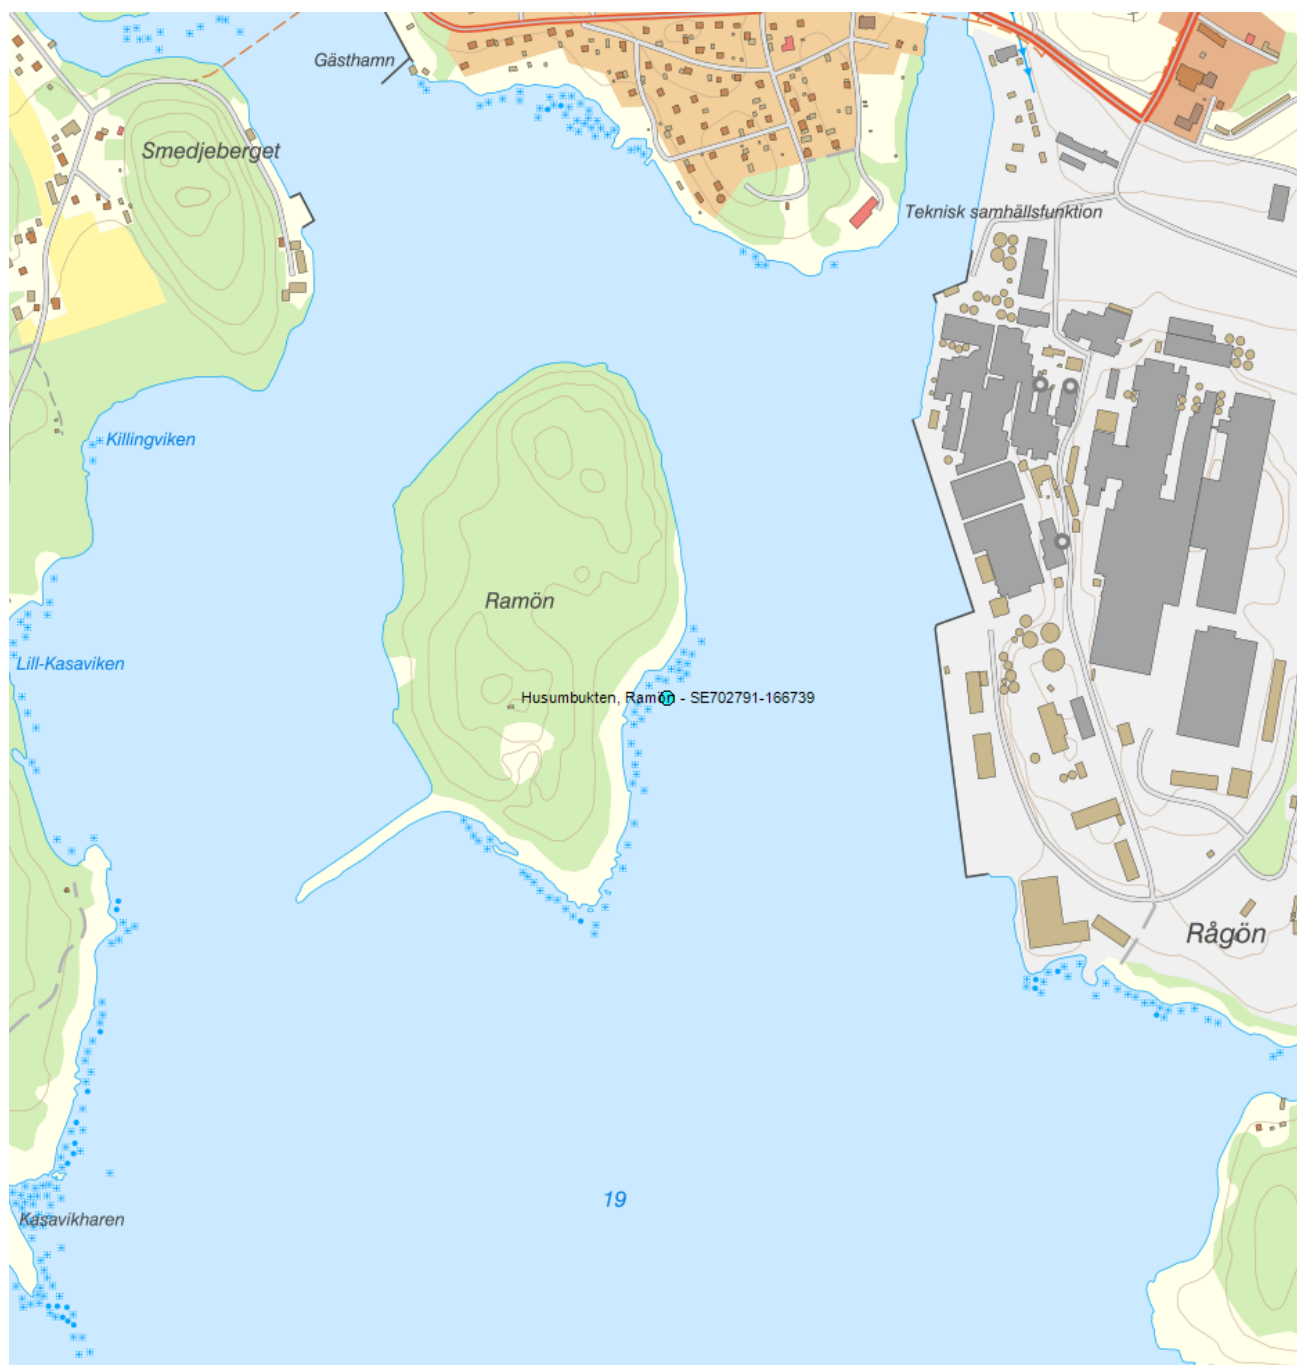 Gästhamn
Smedjeberget
Teknisk samhällsfunktion
Killingviken
Ramön
Lill-Kasaviken
Husumbukten, Ramön - SE702791-166739
Rågön
19
Kasavikharen